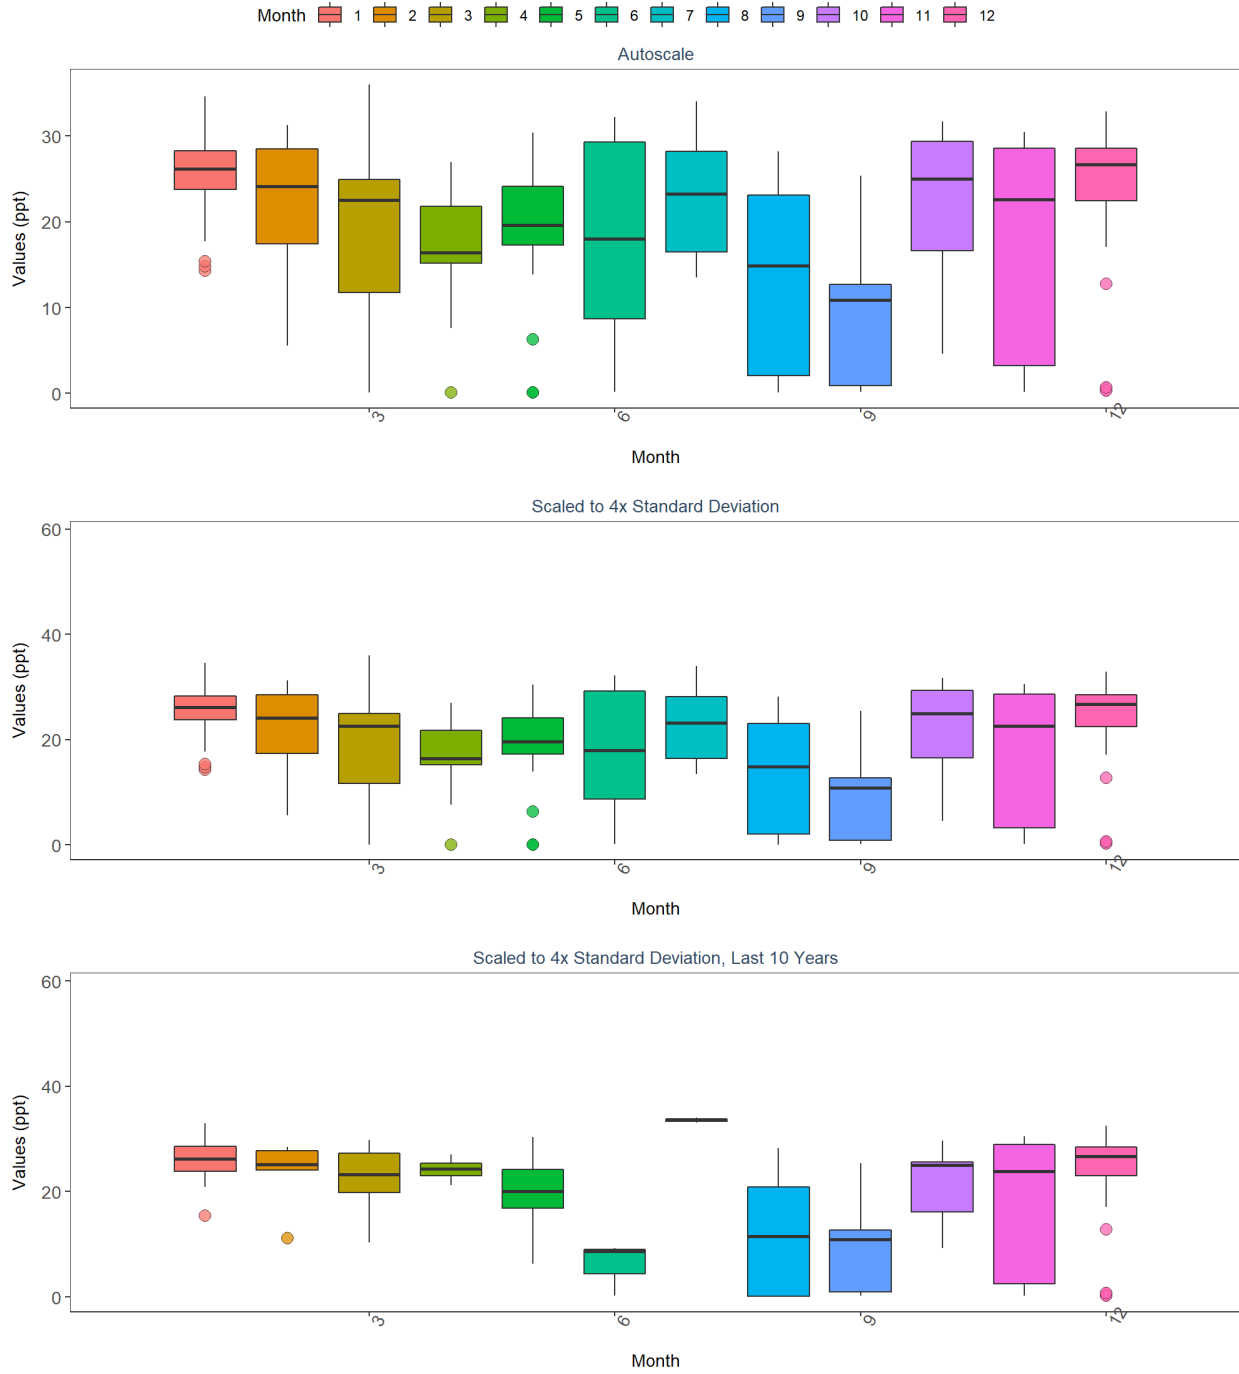 Month 1 2 3 4 5 6 7 8 9 10 11 12
Autoscale
Values (ppt)
30
20
10
0
3 6 9 12
Month
Scaled to 4x Standard Deviation
Values (ppt)
60
40
20
0
3 6 9 12
Month
Scaled to 4x Standard Deviation, Last 10 Years
Values (ppt)
60
40
20
0
3 6 9 12
Month